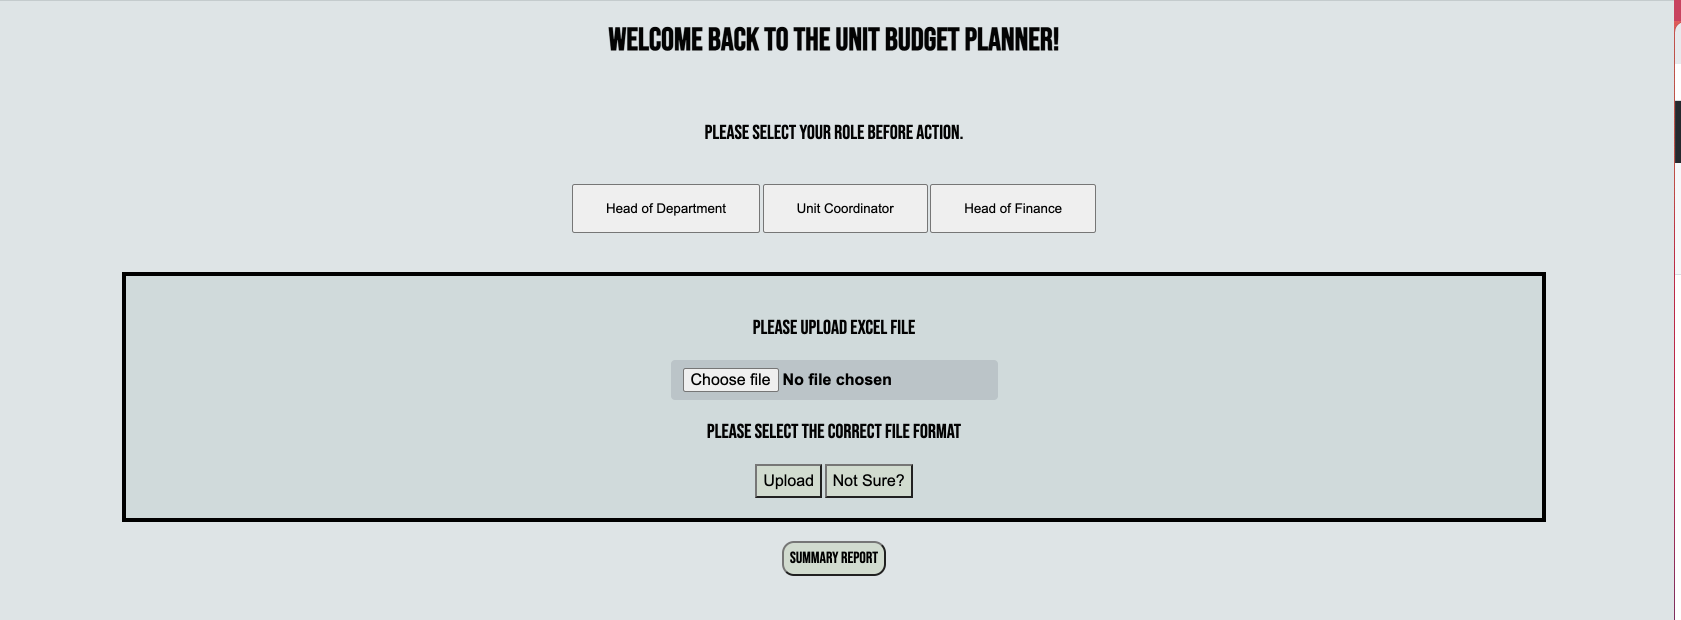 WELCOME BACK TO THE UNIT BUDGET PLANNER!
PLEASE SELECT YOUR ROLE BEFORE ACTION.
Head of Department Unit Coordinator Head of Finance
PLEASE UPLOAD EXCEL FILE
Choose file No file chosen
PLEASE SELECT THE CORRECT FILE FORMAT
Upload Not Sure?
SUMMARY REPORT